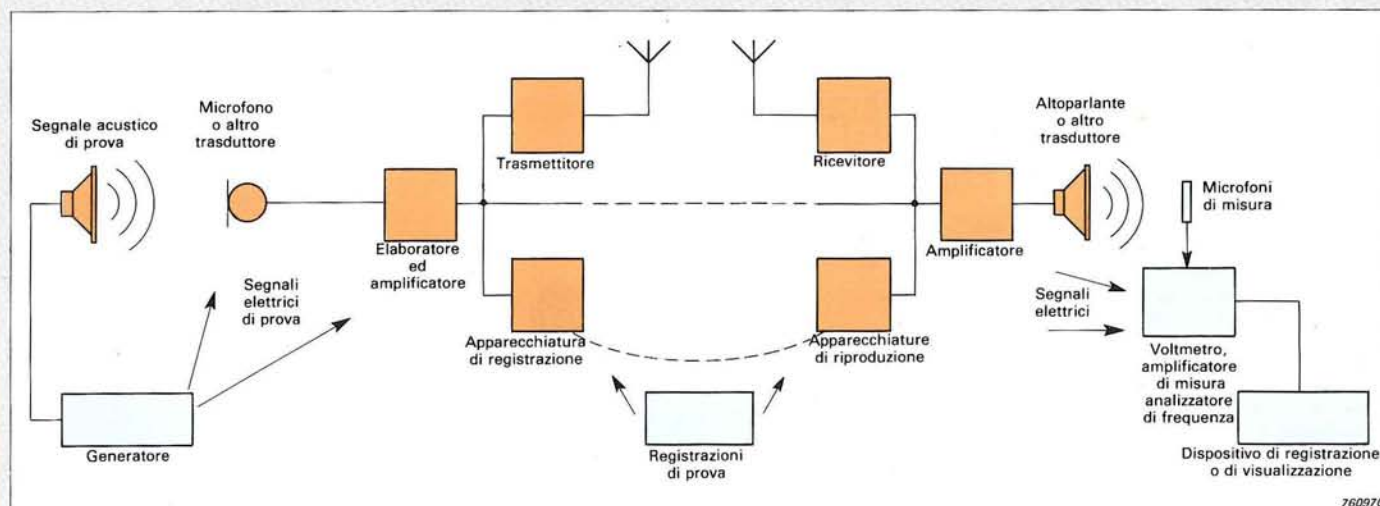 Segnale acustico
di prova
Microfono
o altro
trasduttore
Trasmettitore
Ricevitore
Altoparlante
o altro
trasduttore
Microfoni
di misura
Elaboratore
ed
amplificatore
Amplificatore
Segnali
elettrici
di prova
Segnali
elettrici
Apparecchiatura
di registrazione
Apparecchiature
di riproduzione
Voltmetro,
amplificatore
di misura
analizzatore
di frequenza
Generatore
Registrazioni
di prova
Dispositivo di registrazione
o di visualizzazione
760970